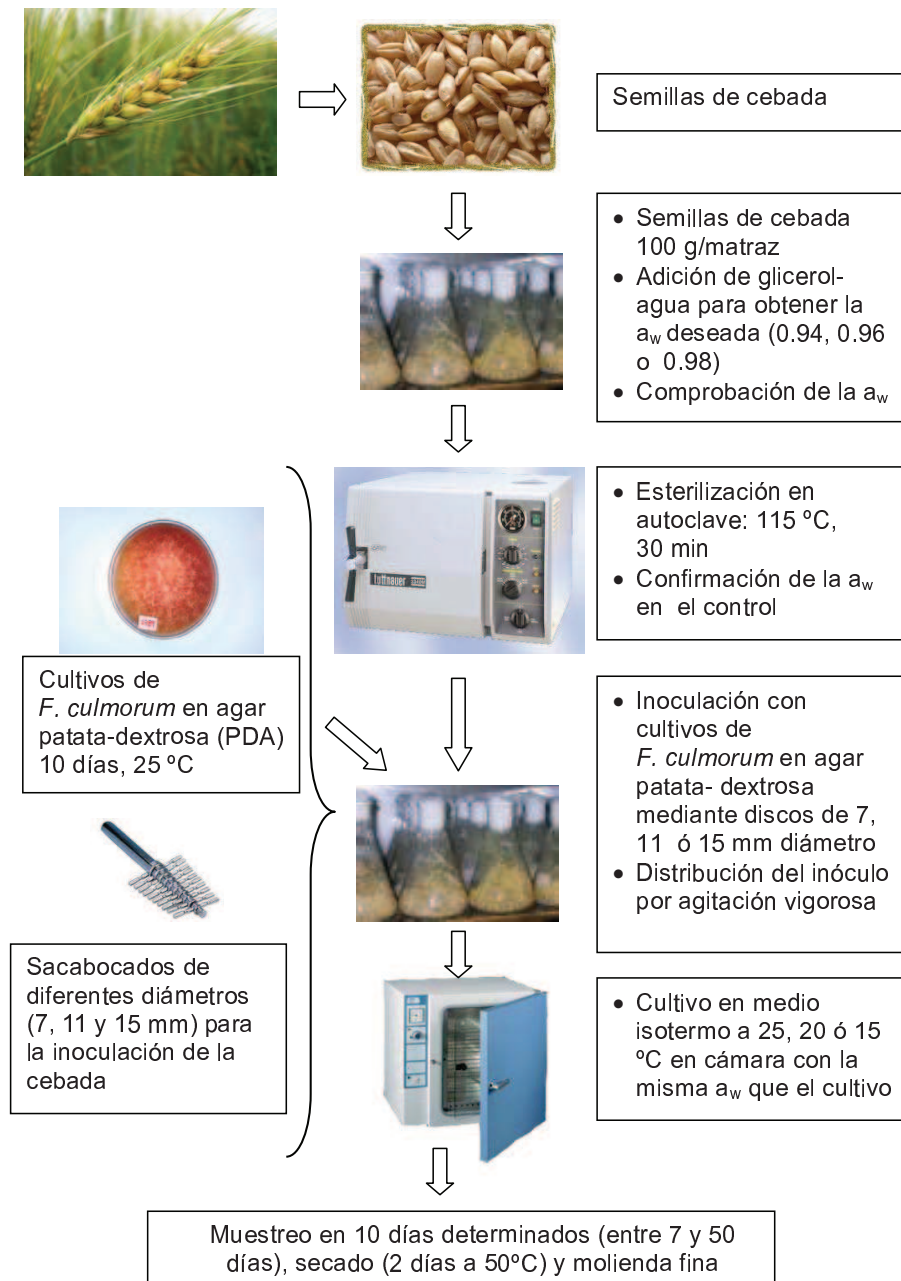 Semillas de cebada
• Semillas de cebada
100 g/matraz
• Adición de glicerol-
agua para obtener la
aw deseada (0.94, 0.96
o 0.98)
• Comprobación de la aw
• Esterilización en
autoclave: 115 ºC,
30 min
• Confirmación de la aw
en el control
Cultivos de
F. culmorum en agar
patata-dextrosa (PDA)
10 días, 25 ºC
• Inoculación con
cultivos de
F. culmorum en agar
patata- dextrosa
mediante discos de 7,
11 ó 15 mm diámetro
• Distribución del inóculo
por agitación vigorosa
Sacabocados de
diferentes diámetros
(7, 11 y 15 mm) para
la inoculación de la
cebada
• Cultivo en medio
isotermo a 25, 20 ó 15
ºC en cámara con la
misma aw que el cultivo
Muestreo en 10 días determinados (entre 7 y 50
días), secado (2 días a 50ºC) y molienda fina